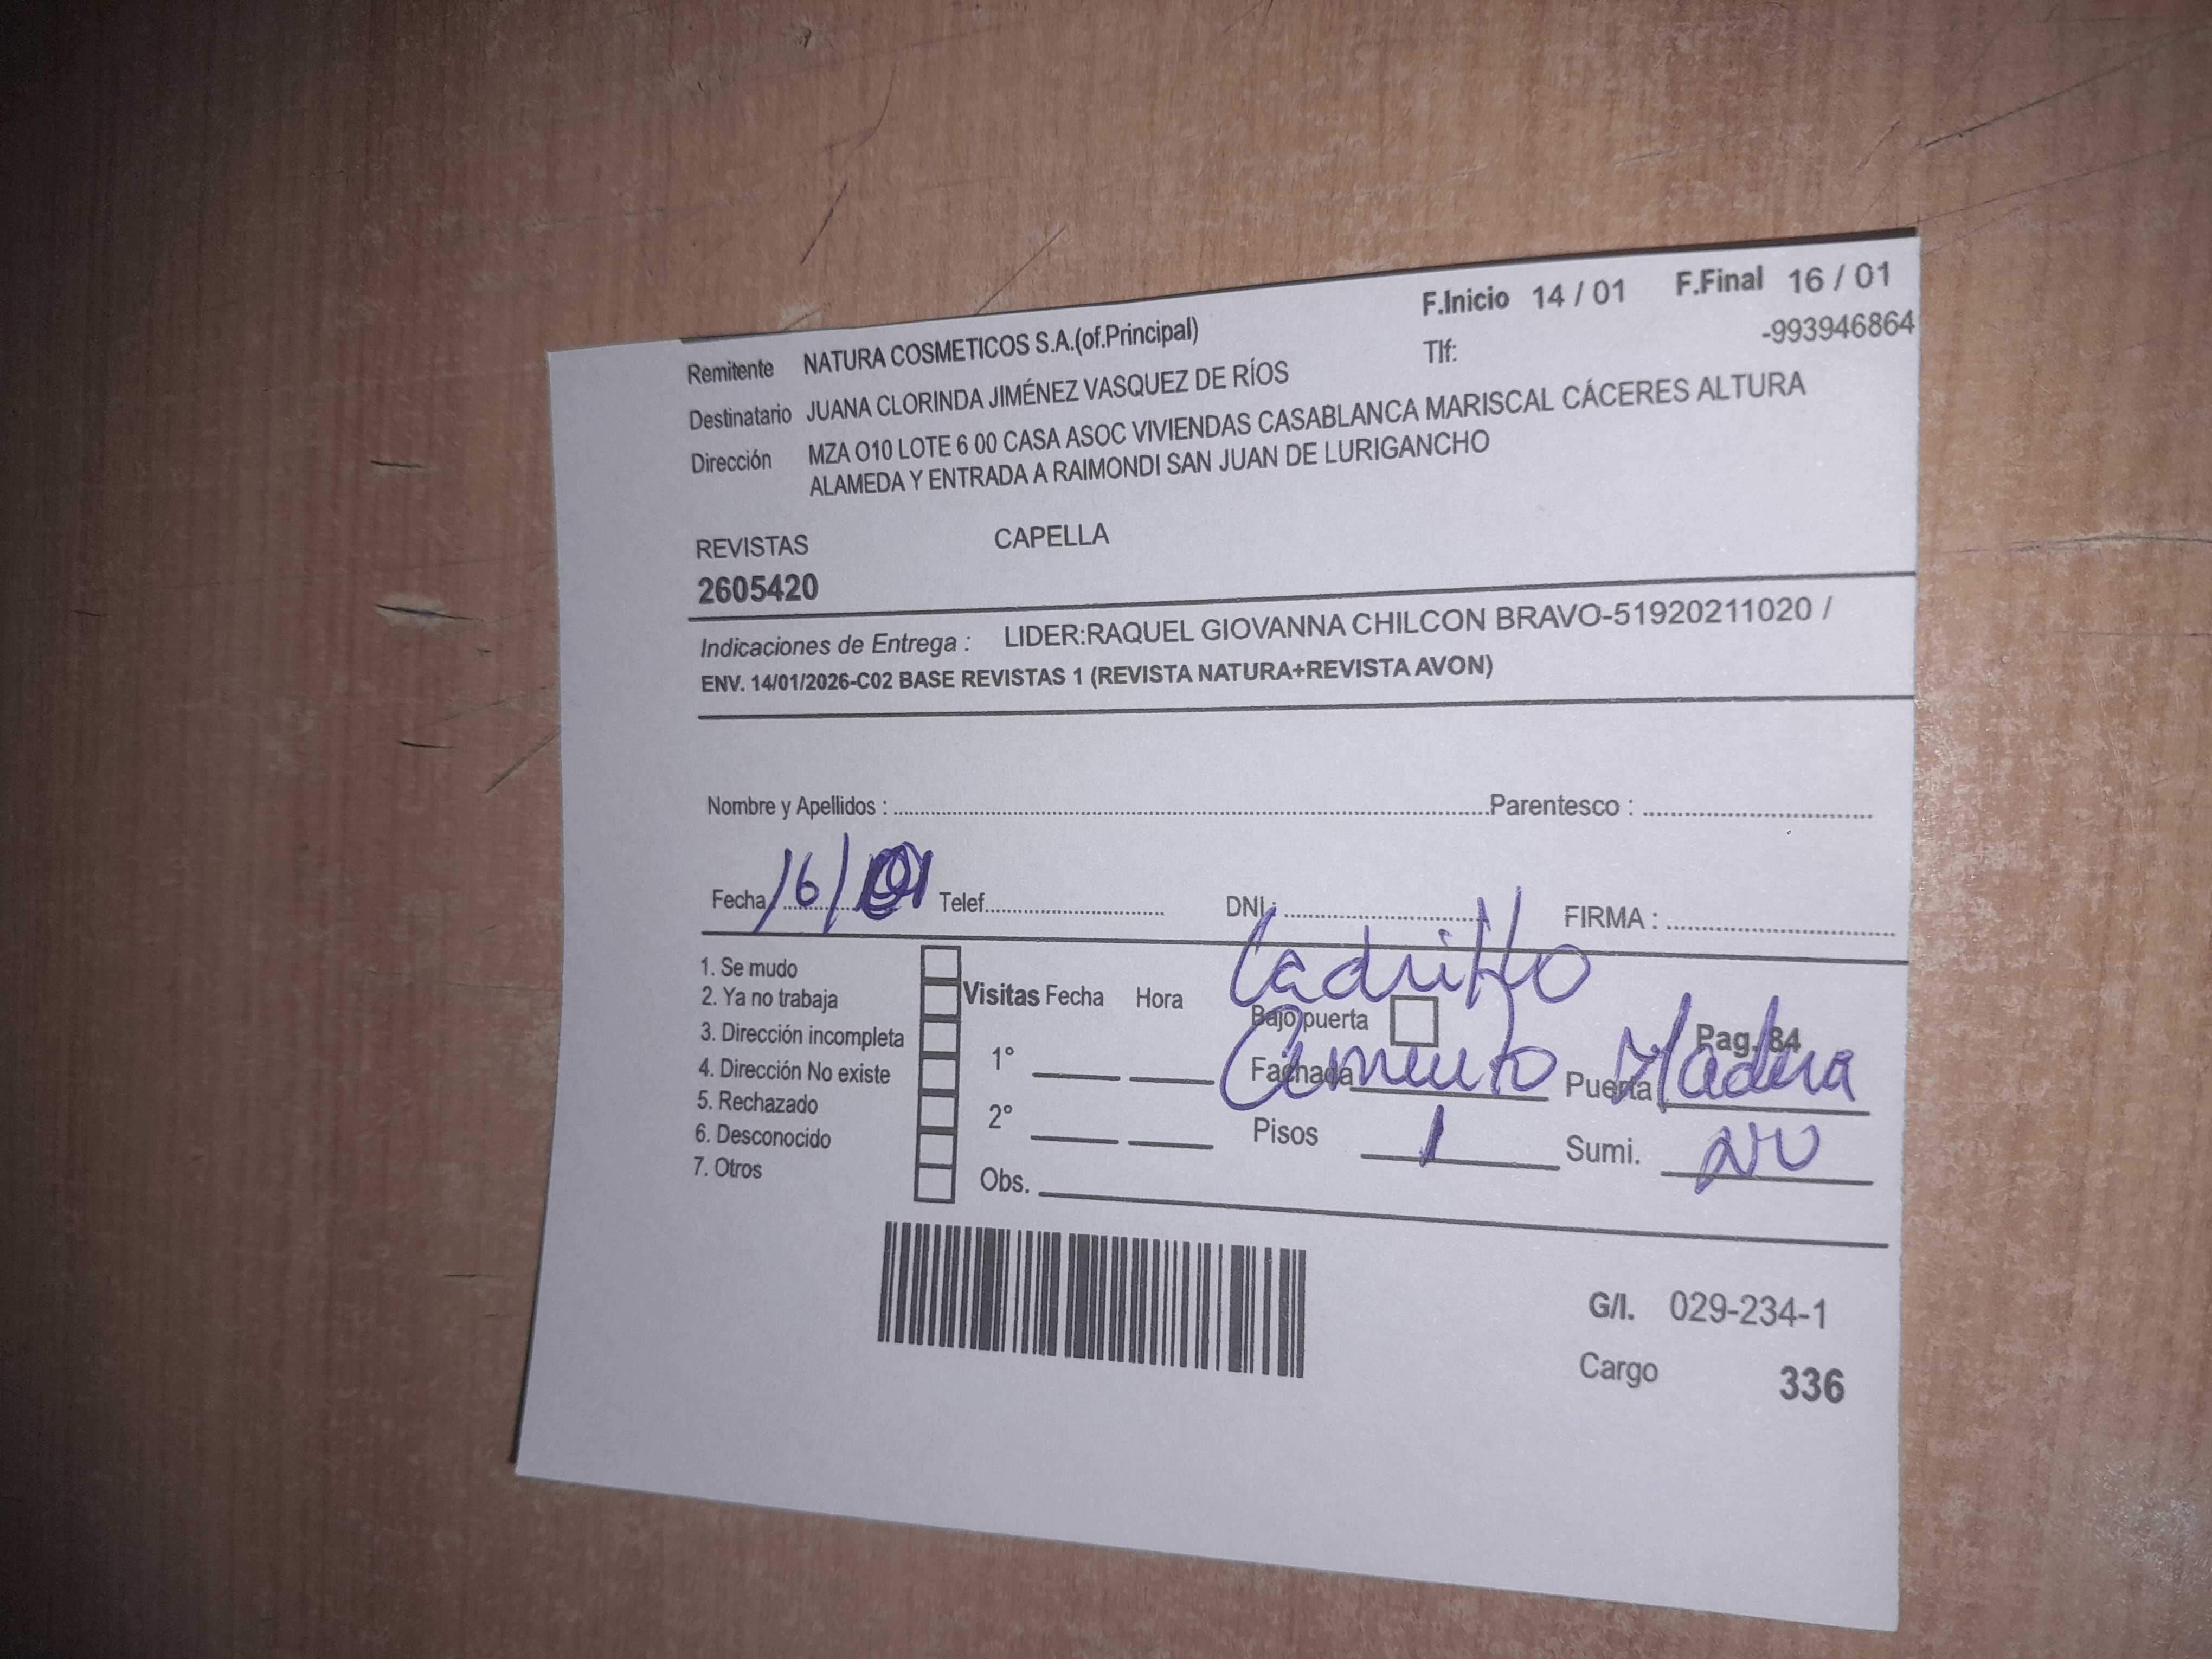 F.Inicio 14 / 01 F.Final 16 / 01
Remitente NATURA COSMETICOS S.A.(of.Principal) Tlf: -993946864
Destinatario JUANA CLORINDA JIMÉNEZ VASQUEZ DE RÍOS
Dirección MZA O10 LOTE 6 00 CASA ASOC VIVIENDAS CASABLANCA MARISCAL CÁCERES ALTURA
ALAMEDA Y ENTRADA A RAIMONDI SAN JUAN DE LURIGANCHO
REVISTAS CAPELLA
2605420
Indicaciones de Entrega : LIDER:RAQUEL GIOVANNA CHILCON BRAVO-51920211020 /
ENV. 14/01/2026-C02 BASE REVISTAS 1 (REVISTA NATURA+REVISTA AVON)
Nombre y Apellidos : Parentesco :
Fecha 16/01 Telef. DNI : FIRMA :
Ladrillo
1. Se mudo
2. Ya no trabaja
3. Dirección incompleta
4. Dirección No existe
5. Rechazado
6. Desconocido
7. Otros
Visitas Fecha Hora
1°
2°
Obs.
Bajo puerta
Pag. 84
Fachada Cemento Puerta Madera
Pisos 1 Sumi. NO
G/I. 029-234-1
Cargo 336